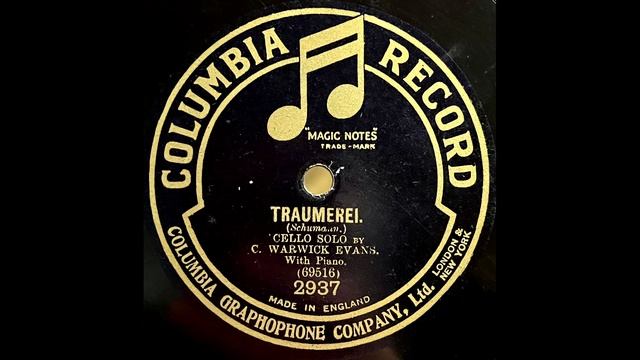 COLUMBIA RECORD
"MAGIC NOTES"
TRADE-MARK
TRAUMEREI.
(Schumann.)
'CELLO SOLO BY
C. WARWICK EVANS.
With Piano.
(69516)
2937
MADE IN ENGLAND
COLUMBIA GRAPHOPHONE COMPANY, Ltd. LONDON &
NEW YORK